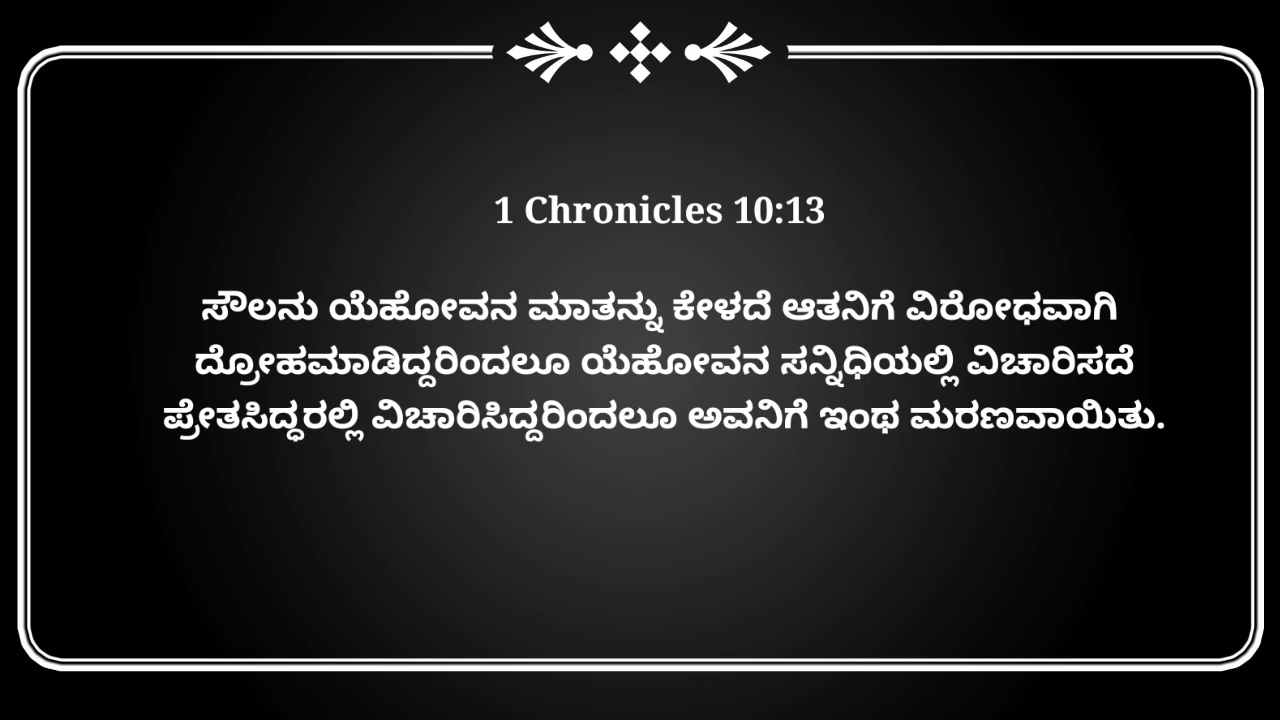 1 Chronicles 10:13
ಸೌಲನು ಯೆಹೋವನ ಮಾತನ್ನು ಕೇಳದೆ ಆತನಿಗೆ ವಿರೋಧವಾಗಿ
ದ್ರೋಹಮಾಡಿದ್ದರಿಂದಲೂ ಯೆಹೋವನ ಸನ್ನಿಧಿಯಲ್ಲಿ ವಿಚಾರಿಸದೆ
ಪ್ರೇತಸಿದ್ಧರಲ್ಲಿ ವಿಚಾರಿಸಿದ್ದರಿಂದಲೂ ಅವನಿಗೆ ಇಂಥ ಮರಣವಾಯಿತು.